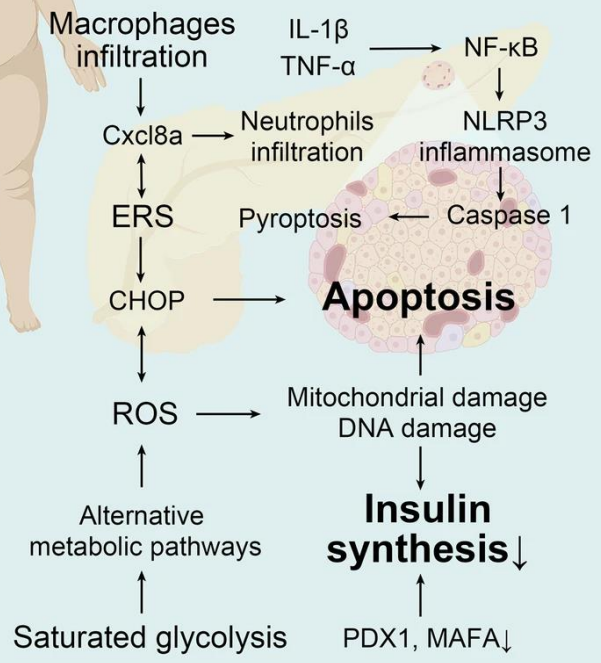 Macrophages
infiltration
IL-1β
TNF-α
NF-κB
Cxcl8a
Neutrophils
infiltration
NLRP3
inflammasome
ERS
Pyroptosis
Caspase 1
CHOP
Apoptosis
ROS
Mitochondrial damage
DNA damage
Alternative
metabolic pathways
Insulin
synthesis↓
Saturated glycolysis
PDX1, MAFA↓